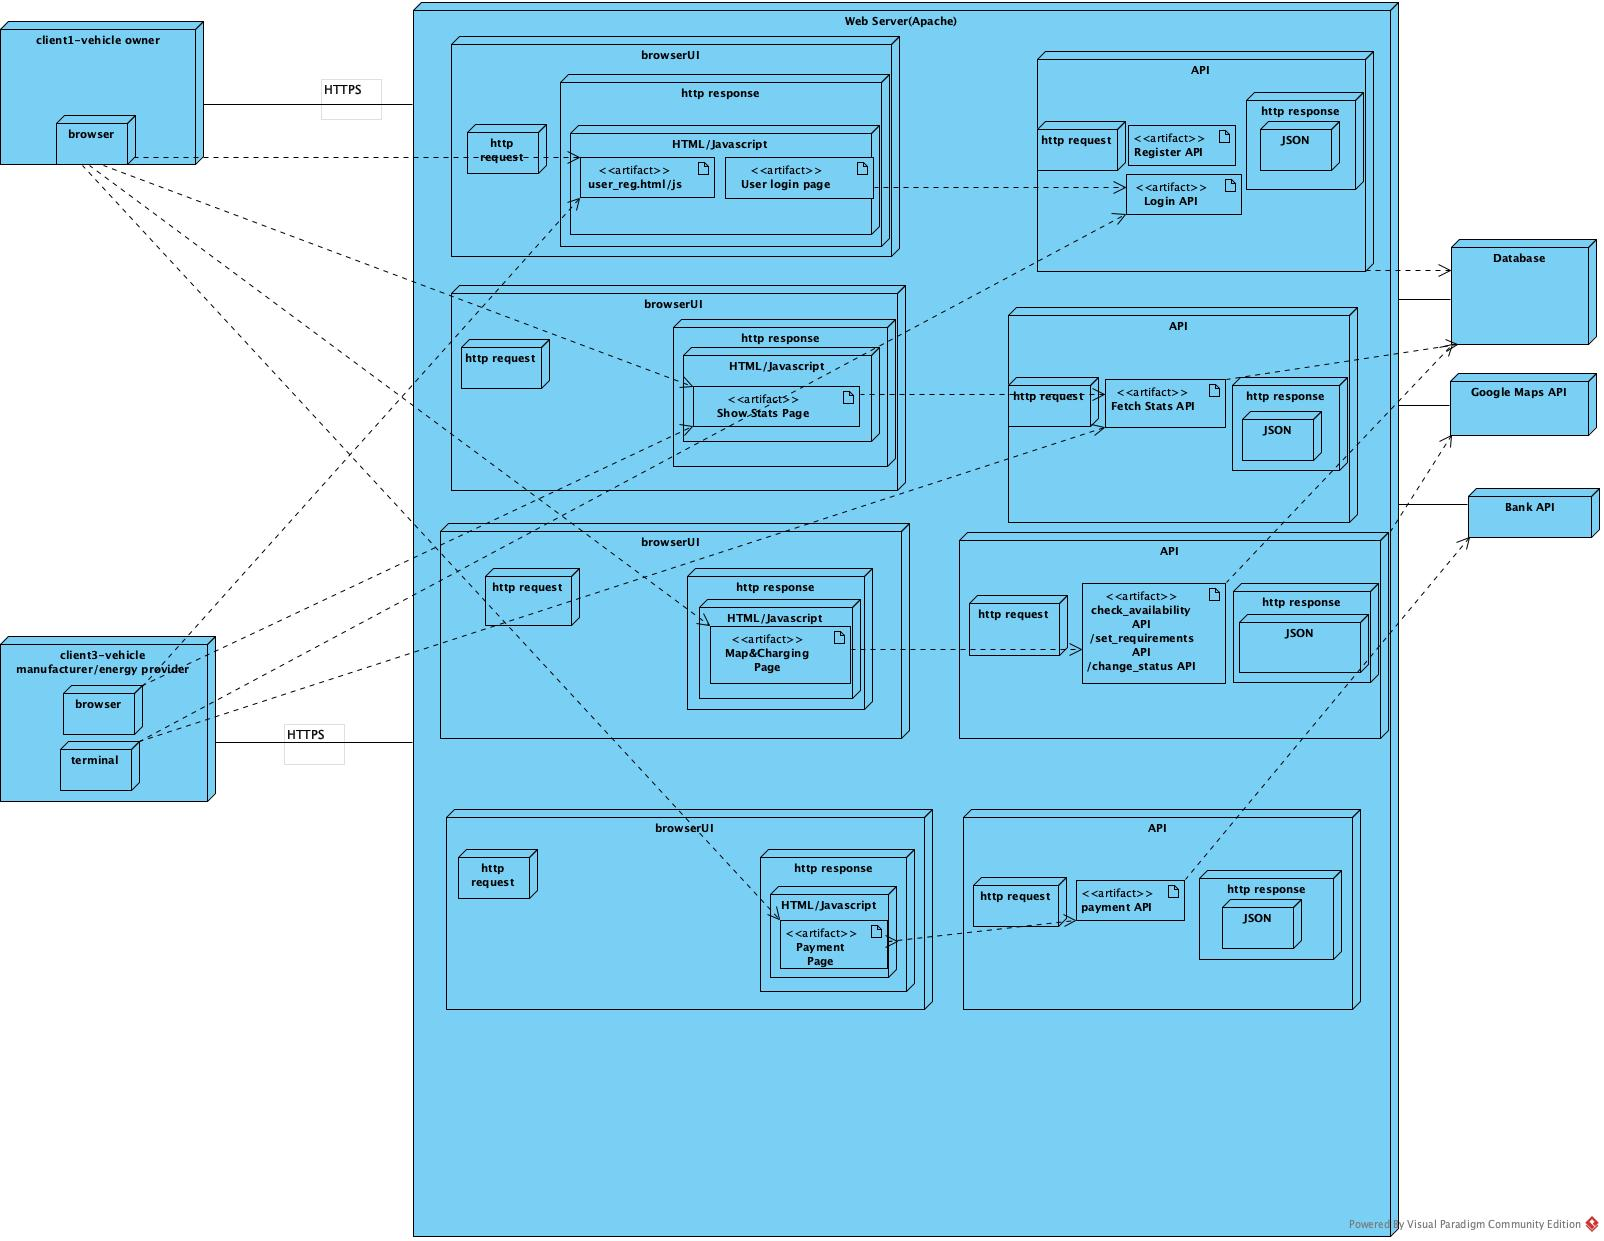 Web Server(Apache)
client1-vehicle owner
browser
HTTPS
browserUI
http
request
http response
HTML/Javascript
<<artifact>>
user_reg.html/js
<<artifact>>
User login page
API
http request
<<artifact>>
Register API
<<artifact>>
Login API
http response
JSON
browserUI
http request
http response
HTML/Javascript
<<artifact>>
Show Stats Page
API
http request
<<artifact>>
Fetch Stats API
http response
JSON
Database
Google Maps API
Bank API
browserUI
http request
http response
HTML/Javascript
<<artifact>>
Map&Charging
Page
API
http request
<<artifact>>
check_availability
API
/set_requirements
API
/change_status API
http response
JSON
client3-vehicle
manufacturer/energy provider
browser
terminal
HTTPS
browserUI
http
request
http response
HTML/Javascript
<<artifact>>
Payment
Page
API
http request
<<artifact>>
payment API
http response
JSON
Powered By Visual Paradigm Community Edition